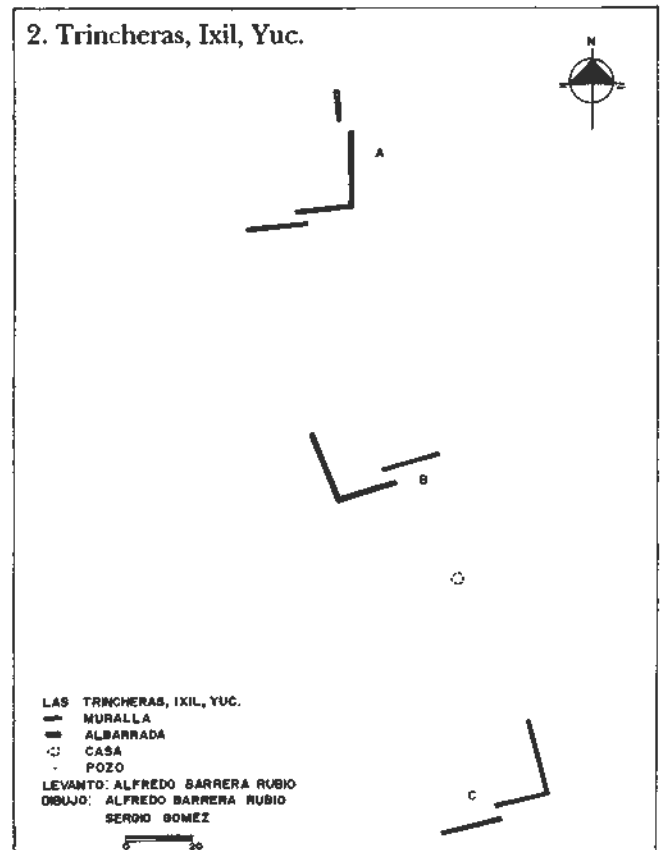 2. Trincheras, Ixil, Yuc.
N
A
B
C
LAS TRINCHERAS, IXIL, YUC.
MURALLA
ALBARRADA
CASA
POZO
LEVANTO: ALFREDO BARRERA RUBIO
DIBUJO: ALFREDO BARRERA RUBIO
SERGIO GOMEZ
0 20